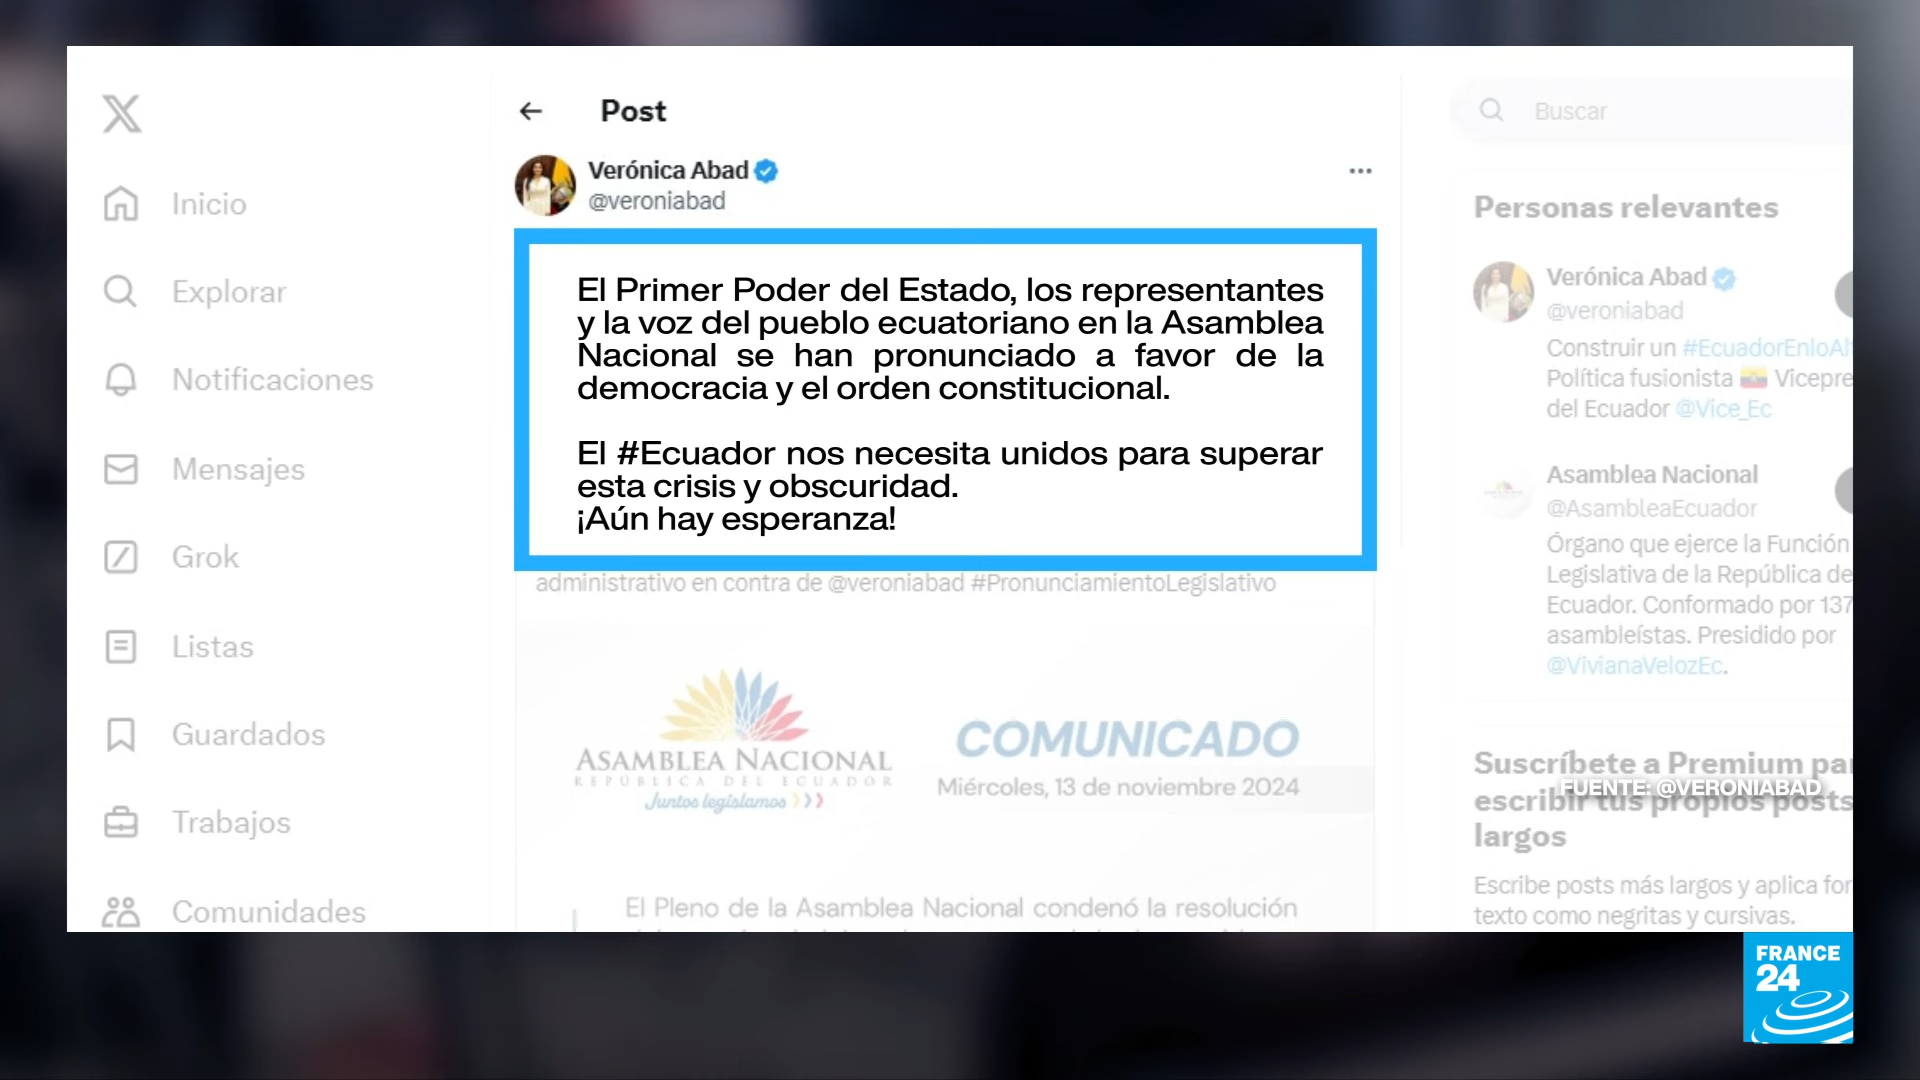 Post
Verónica Abad
@veroniabad
El Primer Poder del Estado, los representantes
y la voz del pueblo ecuatoriano en la Asamblea
Nacional se han pronunciado a favor de la
democracia y el orden constitucional.
El #Ecuador nos necesita unidos para superar
esta crisis y obscuridad.
¡Aún hay esperanza!
administrativo en contra de @veroniabad #PronunciamientoLegislativo
ASAMBLEA NACIONAL
REPÚBLICA DEL ECUADOR
Juntos legislamos
COMUNICADO
Miércoles, 13 de noviembre 2024
El Pleno de la Asamblea Nacional condenó la resolución
Inicio
Explorar
Notificaciones
Mensajes
Grok
Listas
Guardados
Trabajos
Comunidades
Buscar
Personas relevantes
Verónica Abad
@veroniabad
Construir un #EcuadorEnloAl
Política fusionista Vicepre
del Ecuador @Vice_Ec
Asamblea Nacional
@AsambleaEcuador
Órgano que ejerce la Función
Legislativa de la República de
Ecuador. Conformado por 137
asambleístas. Presidido por
@VivianaVelozEc.
Suscríbete a Premium par
FUENTE: @VERONIABAD
escribir tus propios posts
largos
Escribe posts más largos y aplica for
texto como negritas y cursivas.
FRANCE
24